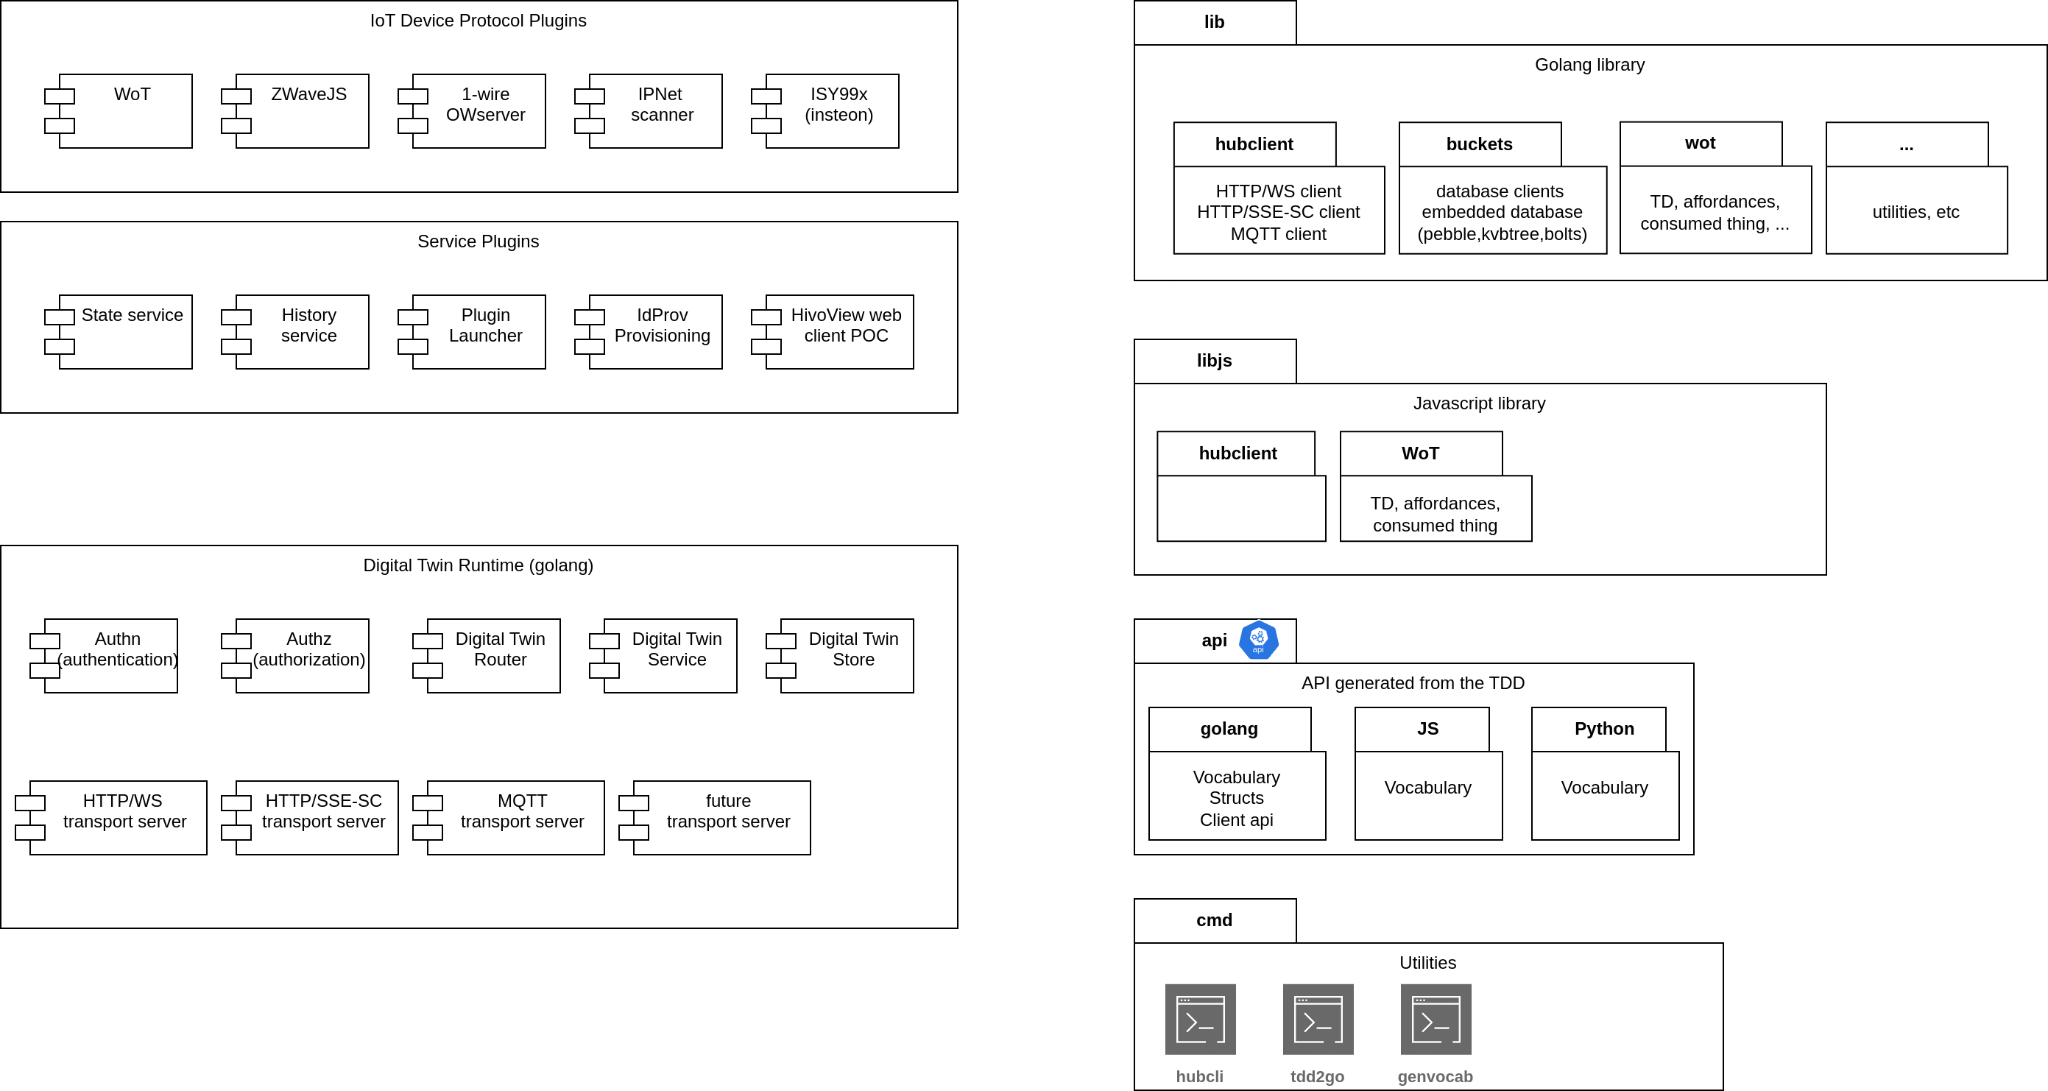 IoT Device Protocol Plugins
WoT
ZWaveJS
1-wire
OWserver
IPNet
scanner
ISY99x
(insteon)
Service Plugins
State service
History
service
Plugin
Launcher
IdProv
Provisioning
HivoView web
client POC
Digital Twin Runtime (golang)
Authn
(authentication)
Authz
(authorization)
Digital Twin
Router
Digital Twin
Service
Digital Twin
Store
HTTP/WS
transport server
HTTP/SSE-SC
transport server
MQTT
transport server
future
transport server
lib
Golang library
hubclient
HTTP/WS client
HTTP/SSE-SC client
MQTT client
buckets
database clients
embedded database
(pebble,kvbtree,bolts)
wot
TD, affordances,
consumed thing, ...
...
utilities, etc
libjs
Javascript library
hubclient
WoT
TD, affordances,
consumed thing
api
api
API generated from the TDD
golang
Vocabulary
Structs
Client api
JS
Vocabulary
Python
Vocabulary
cmd
Utilities
hubcli
tdd2go
genvocab